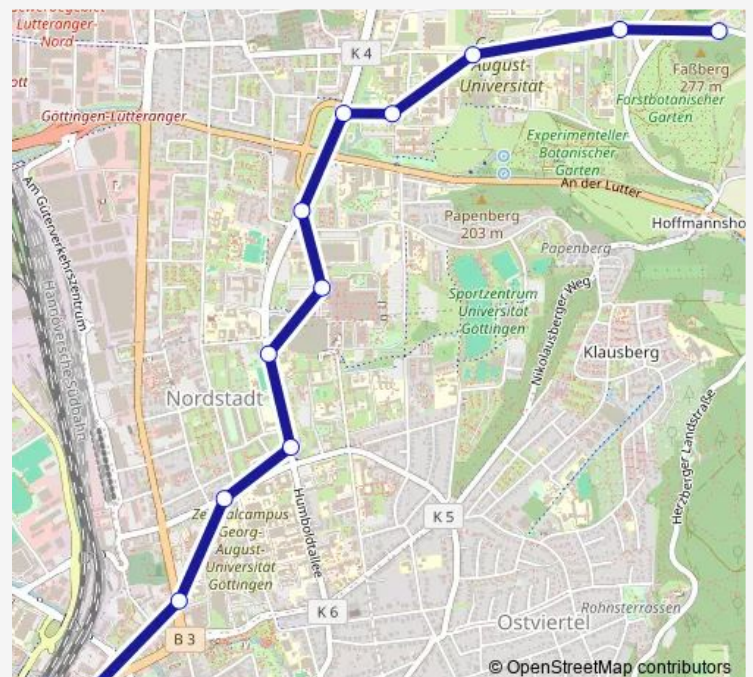 Lutteranger
Nord
K 4
August-
Universität
Faßberg
277 m
Forstbotanischer
Garten
Göttingen-Lutteranger
Experimenteller
Botanischer
Garten
An der Lutter
Am Güterverkehrszentrum
Papenberg
203 m
Hoffmannsho
Papenberg
Hannoversche Südbahn
Sportzentrum
Universität
Göttingen
Nikolausberger Weg
Klausberg
Nordstadt
Herzberger Landstraße
Humboldtallee
Georg-
August-
Universität
Göttingen
K 5
K 6
Rohnsterrassen
B 3
Ostviertel
© OpenStreetMap contributors